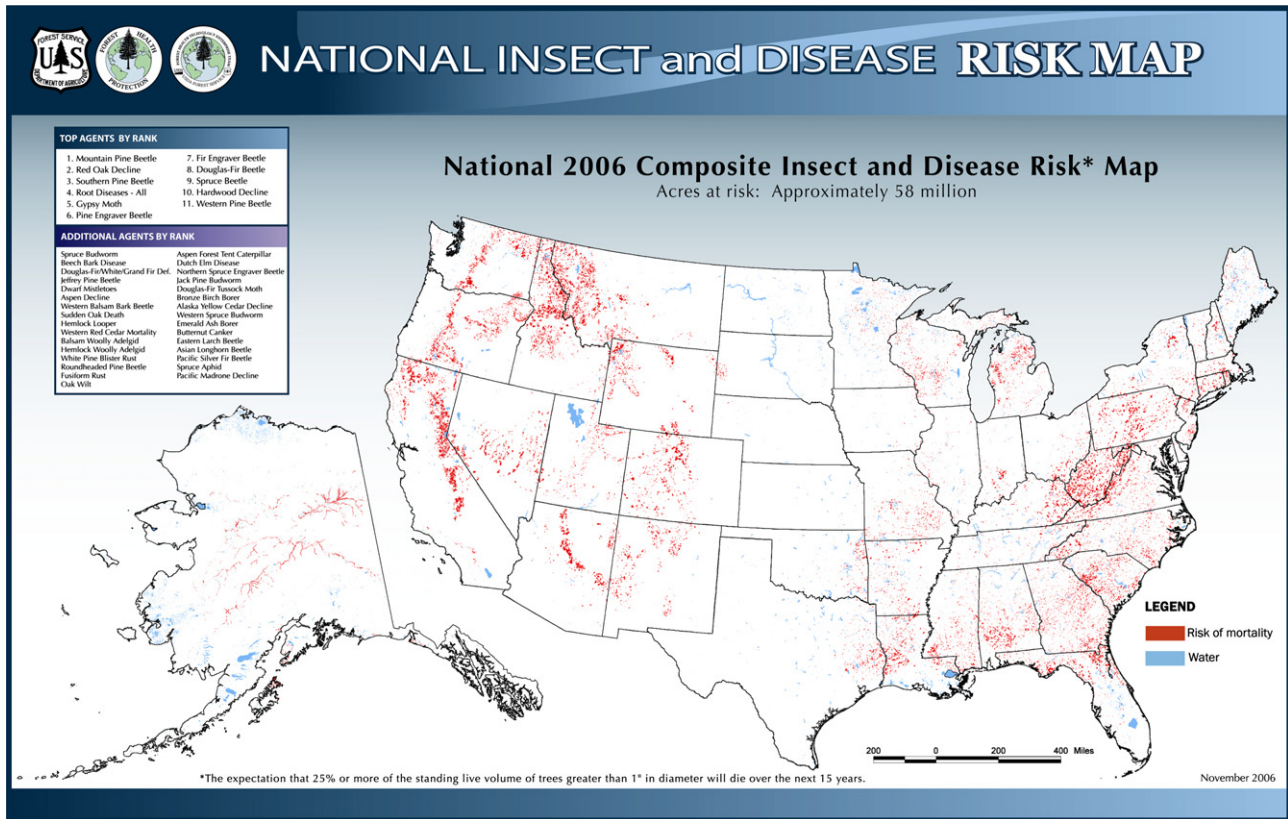 FOREST SERVICE
U S
DEPARTMENT OF AGRICULTURE
FOREST HEALTH
PROTECTION
NATIONAL INSECT and DISEASE RISK MAP
TOP AGENTS BY RANK
1. Mountain Pine Beetle
2. Red Oak Decline
3. Southern Pine Beetle
4. Root Diseases - All
5. Gypsy Moth
6. Pine Engraver Beetle
7. Fir Engraver Beetle
8. Douglas-Fir Beetle
9. Spruce Beetle
10. Hardwood Decline
11. Western Pine Beetle
ADDITIONAL AGENTS BY RANK
Spruce Budworm
Beech Bark Disease
Douglas-Fir/White/Grand Fir Def.
Jeffrey Pine Beetle
Dwarf Mistletoes
Aspen Decline
Western Balsam Bark Beetle
Sudden Oak Death
Hemlock Looper
Western Red Cedar Mortality
Balsam Woolly Adelgid
Hemlock Woolly Adelgid
White Pine Blister Rust
Roundheaded Pine Beetle
Fusiform Rust
Oak Wilt
Aspen Forest Tent Caterpillar
Dutch Elm Disease
Northern Spruce Engraver Beetle
Jack Pine Budworm
Douglas-Fir Tussock Moth
Bronze Birch Borer
Alaska Yellow Cedar Decline
Western Spruce Budworm
Emerald Ash Borer
Butternut Canker
Eastern Larch Beetle
Asian Longhorn Beetle
Pacific Silver Fir Beetle
Spruce Aphid
Pacific Madrone Decline
National 2006 Composite Insect and Disease Risk* Map
Acres at risk: Approximately 58 million
LEGEND
Risk of mortality
Water
200 0 200 400 Miles
*The expectation that 25% or more of the standing live volume of trees greater than 1" in diameter will die over the next 15 years.
November 2006